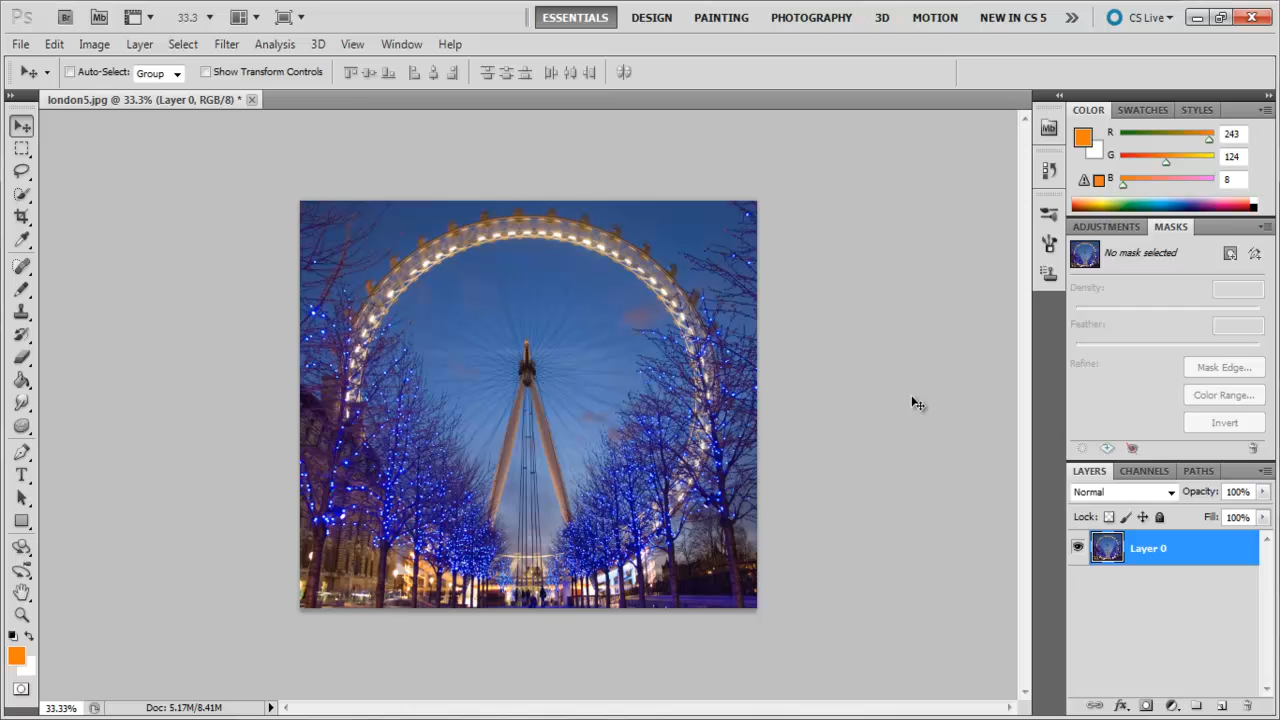 Ps Br Mb 33.3 ESSENTIALS DESIGN PAINTING PHOTOGRAPHY 3D MOTION NEW IN CS 5 CS Live
File Edit Image Layer Select Filter Analysis 3D View Window Help
Auto-Select: Group Show Transform Controls
london5.jpg @ 33.3% (Layer 0, RGB/8) *
Mb
COLOR SWATCHES STYLES
R 243
G 124
B 8
ADJUSTMENTS MASKS
No mask selected
Density:
Feather:
Refine: Mask Edge...
Color Range...
Invert
LAYERS CHANNELS PATHS
Normal Opacity: 100%
Lock: Fill: 100%
Layer 0
T
33.33% Doc: 5.17M/8.41M
fx.